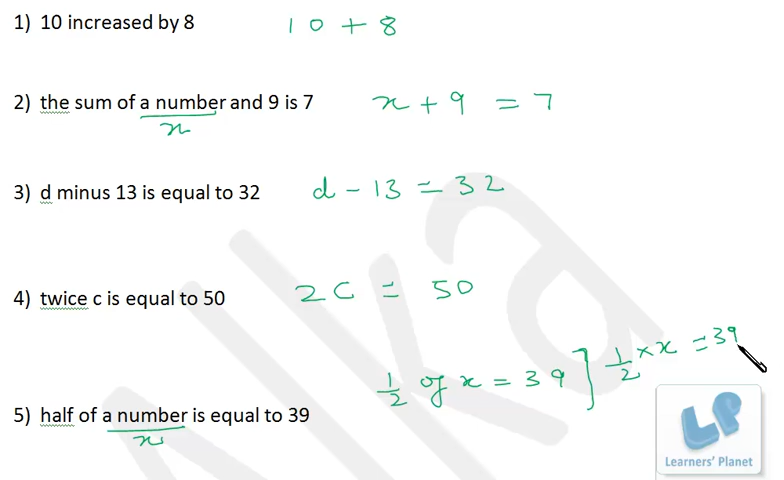 1) 10 increased by 8 10 + 8
2) the sum of a number and 9 is 7 x + 9 = 7
x
3) d minus 13 is equal to 32 d - 13 = 32
4) twice c is equal to 50 2C = 50
1/2 of x = 39 ] 1/2 × x = 39
5) half of a number is equal to 39
x
LP
Learners' Planet
Alka